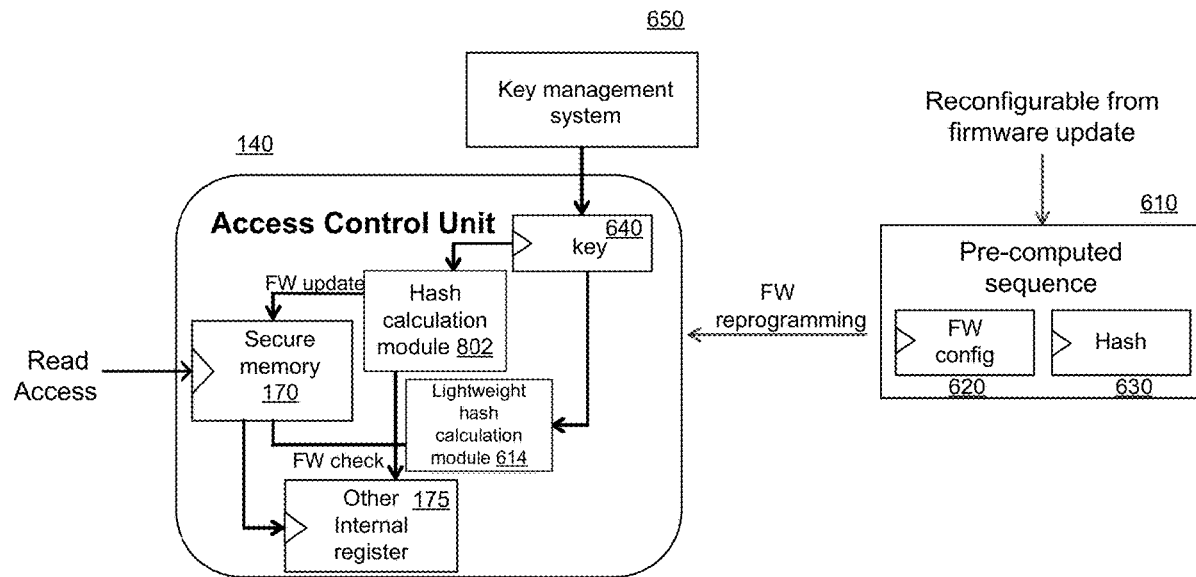 650
Key management
system
Reconfigurable from
firmware update
140
610
Access Control Unit
640
key
Pre-computed
sequence
FW update
Hash
calculation
module 802
FW
reprogramming
FW
config
Hash
620
630
Secure
memory
170
Read
Access
Lightweight
hash
calculation
module 614
FW check
175
Other
Internal
register